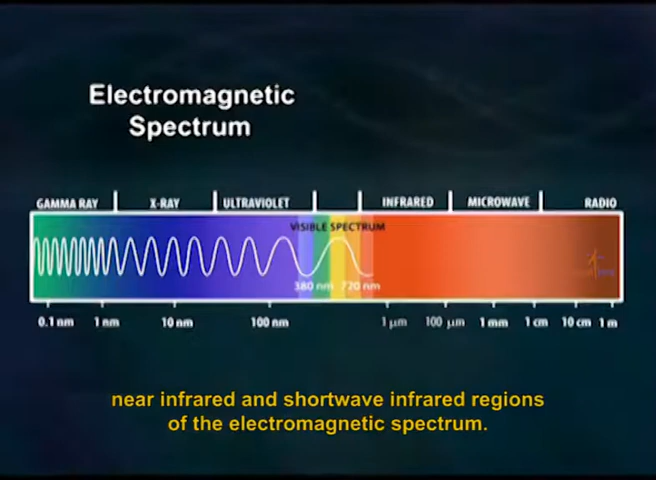 Electromagnetic
Spectrum
GAMMA RAY X-RAY ULTRAVIOLET INFRARED MICROWAVE RADIO
VISIBLE SPECTRUM
380 nm 720 nm
0.1 nm 1 nm 10 nm 100 nm 1 µm 100 µm 1 mm 1 cm 10 cm 1 m
near infrared and shortwave infrared regions
of the electromagnetic spectrum.